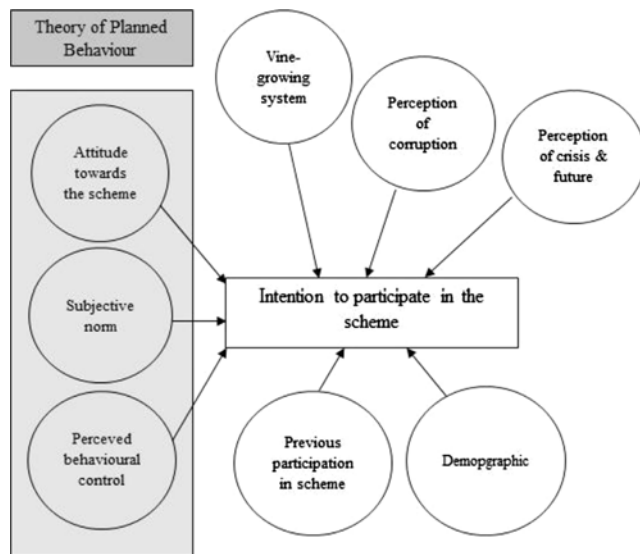 Theory of Planned
Behaviour
Vine-
growing
system
Perception
of
corruption
Perception
of crisis &
future
Attitude
towards
the scheme
Subjective
norm
Perceved
behavioural
control
Intention to participate in the
scheme
Previous
participation
in scheme
Demopgraphic